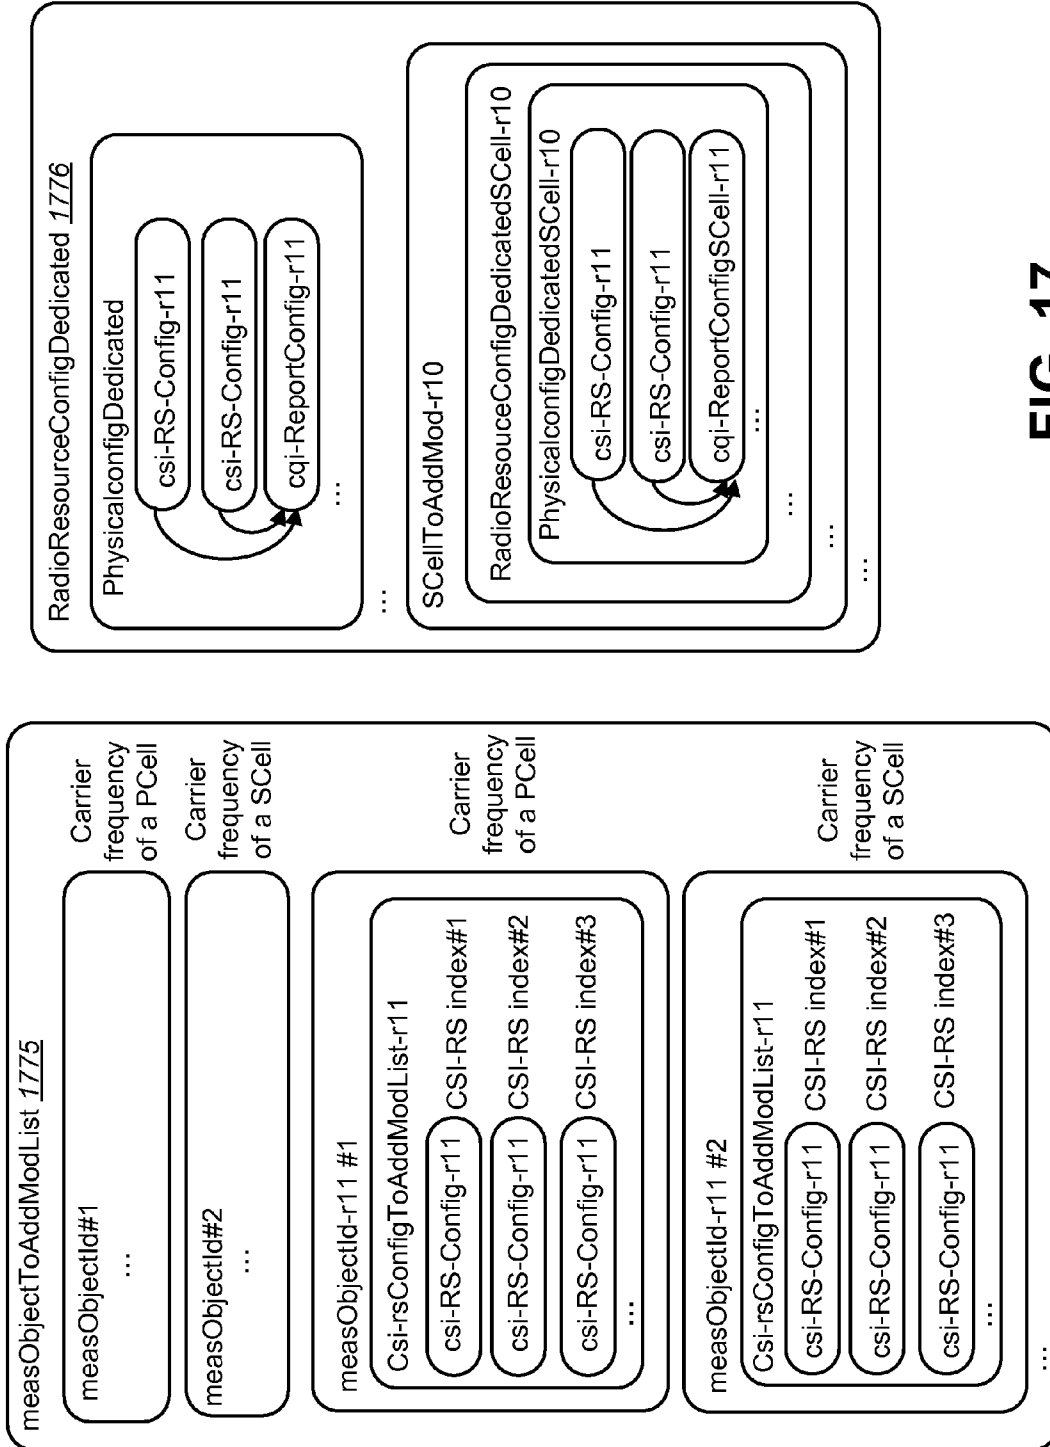 measObjectToAddModList 1775
measObjectId#1
...
Carrier
frequency
of a PCell
measObjectId#2
...
Carrier
frequency
of a SCell
measObjectId-r11 #1
Csi-rsConfigToAddModList-r11
csi-RS-Config-r11 CSI-RS index#1
csi-RS-Config-r11 CSI-RS index#2
csi-RS-Config-r11 CSI-RS index#3
...
Carrier
frequency
of a PCell
measObjectId-r11 #2
Csi-rsConfigToAddModList-r11
csi-RS-Config-r11 CSI-RS index#1
csi-RS-Config-r11 CSI-RS index#2
csi-RS-Config-r11 CSI-RS index#3
...
Carrier
frequency
of a SCell
...
RadioResourceConfigDedicated 1776
PhysicalconfigDedicated
csi-RS-Config-r11
csi-RS-Config-r11
cqi-ReportConfig-r11
...
...
SCellToAddMod-r10
RadioResouceConfigDedicatedSCell-r10
PhysicalconfigDedicatedSCell-r10
csi-RS-Config-r11
csi-RS-Config-r11
cqi-ReportConfigSCell-r11
...
...
...
...
FIG. 17